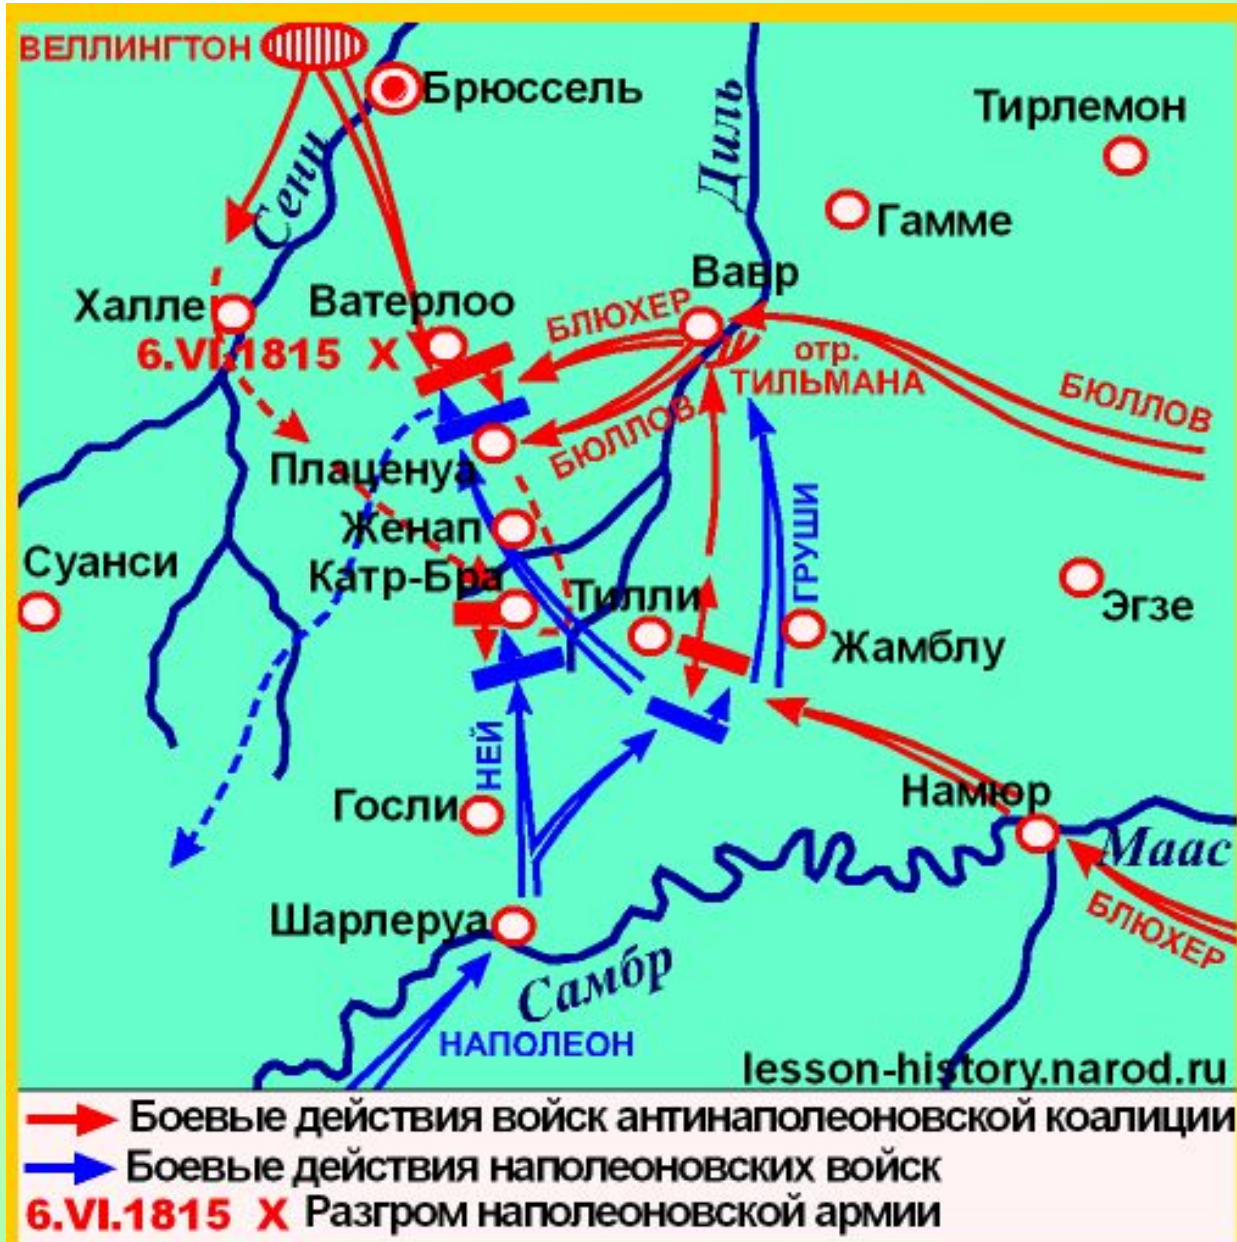 ВЕЛЛИНГТОН
Брюссель
Диль
Тирлемон
Сенн
Гамме
Вавр
Халле
Ватерлоо
БЛЮХЕР
6.VI.1815 X
отр.
ТИЛЬМАНА
БЮЛЛОВ
БЮЛЛОВ
Плаценуа
Женап
ГРУШИ
Суанси
Катр-Бра
Тилли
Эгзе
Жамблу
НЕЙ
Госли
Намюр
Маас
Шарлеруа
БЛЮХЕР
Самбр
НАПОЛЕОН
lesson-history.narod.ru
Боевые действия войск антинаполеоновской коалиции
Боевые действия наполеоновских войск
6.VI.1815 X Разгром наполеоновской армии